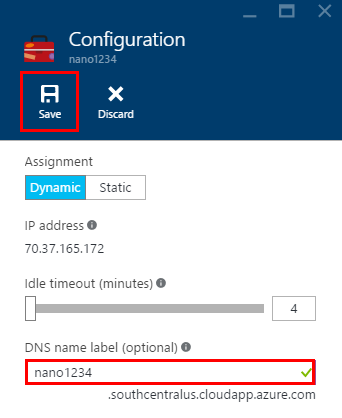 Configuration
nano1234
Save Discard
Assignment
Dynamic Static
IP address
70.37.165.172
Idle timeout (minutes)
4
DNS name label (optional)
nano1234
.southcentralus.cloudapp.azure.com